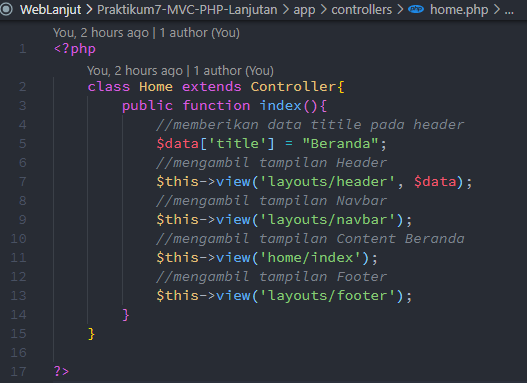 WebLanjut > Praktikum7-MVC-PHP-Lanjutan > app > controllers > php home.php > ...
You, 2 hours ago | 1 author (You)
1 <?php
You, 2 hours ago | 1 author (You)
2 class Home extends Controller{
3 public function index(){
4 //memberikan data titile pada header
5 $data['title'] = "Beranda";
6 //mengambil tampilan Header
7 $this->view('layouts/header', $data);
8 //mengambil tampilan Navbar
9 $this->view('layouts/navbar');
10 //mengambil tampilan Content Beranda
11 $this->view('home/index');
12 //mengambil tampilan Footer
13 $this->view('layouts/footer');
14 }
15 }
16
17 ?>